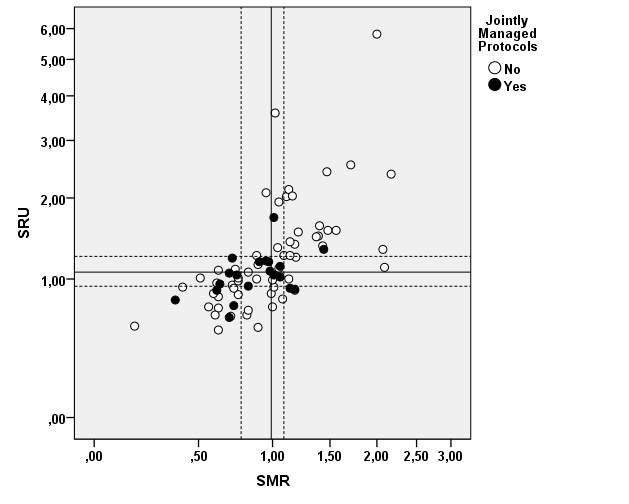 6,00
5,00
4,00
3,00
2,00
1,00
,00
SRU
,00 ,50 1,00 1,50 2,00 2,50 3,00
SMR
Jointly
Managed
Protocols
No
Yes